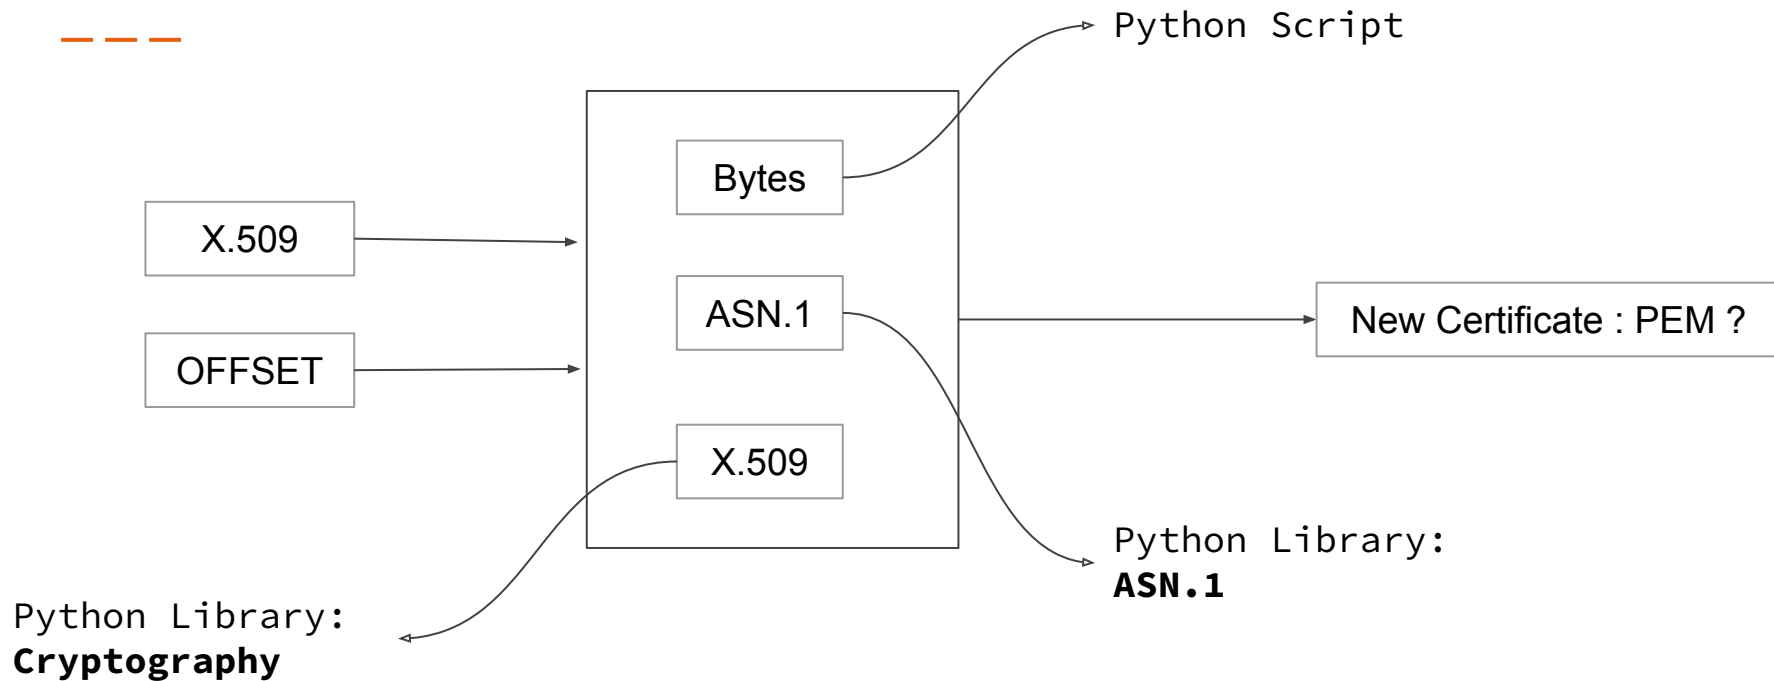 Python Script
Bytes
X.509
ASN.1
New Certificate : PEM ?
OFFSET
X.509
Python Library:
ASN.1
Python Library:
Cryptography